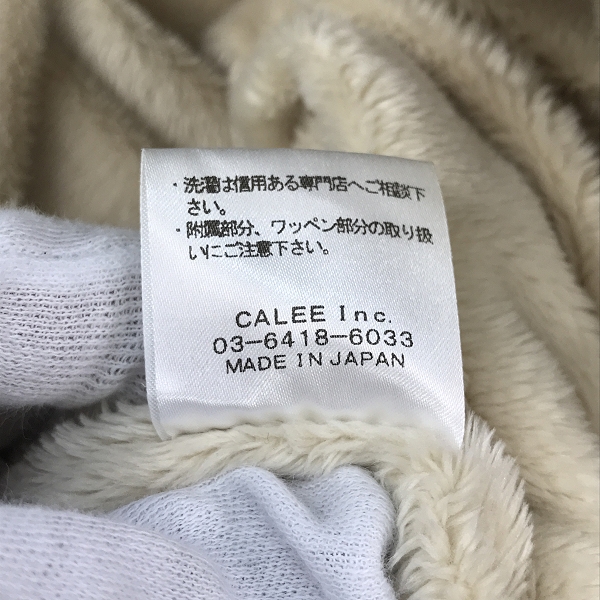 ・洗濯は信用ある専門店へご相談下
さい。
・附属部分、ワッペン部分の取り扱
いにご注意下さい。
CALEE Inc.
03-6418-6033
MADE IN JAPAN